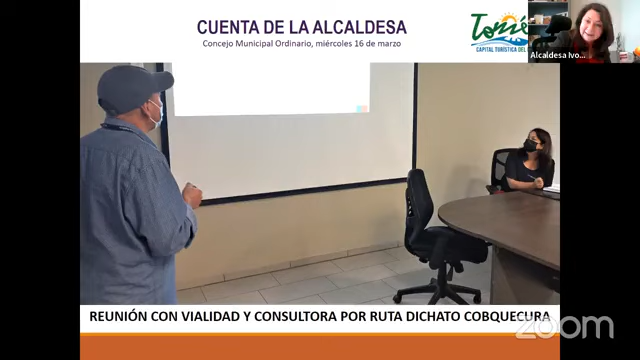 CUENTA DE LA ALCALDESA
Concejo Municipal Ordinario, miércoles 16 de marzo
Tomé
CAPITAL TURÍSTICA DEL
Alcaldesa Ivo...
REUNIÓN CON VIALIDAD Y CONSULTORA POR RUTA DICHATO COBQUECURA
zoom